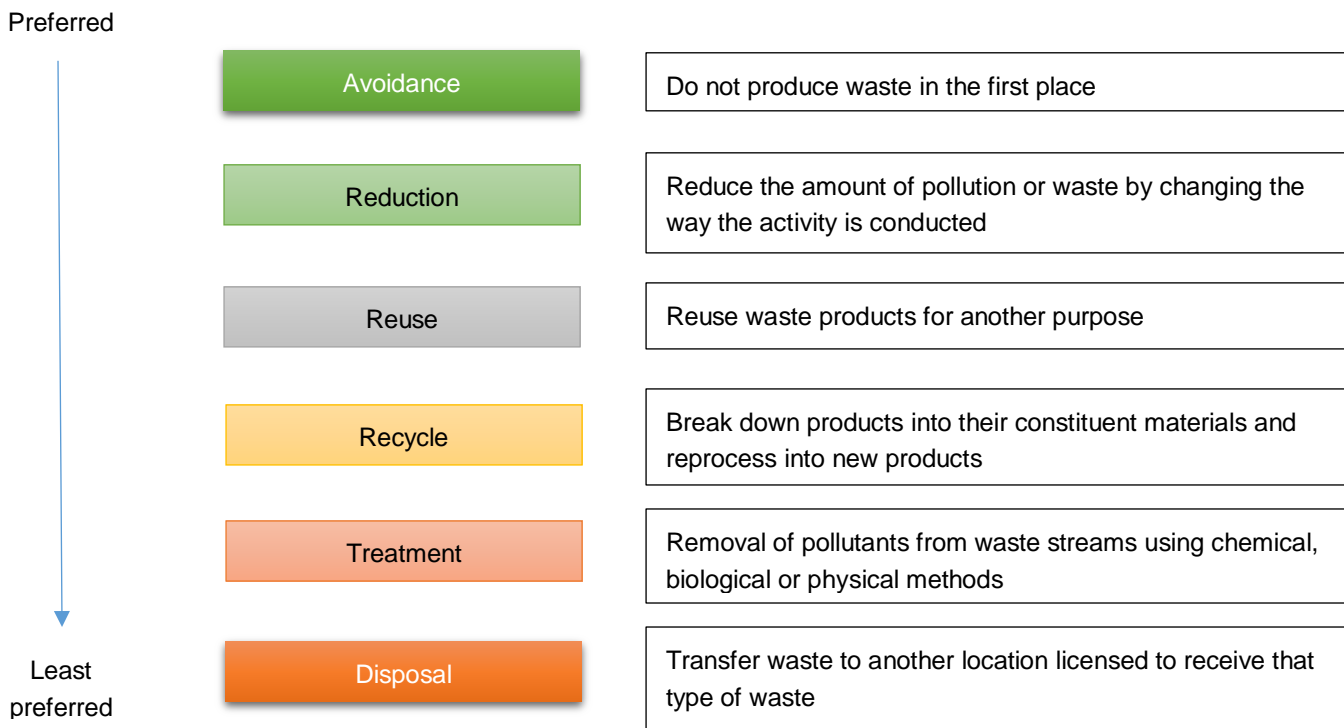 Preferred
Avoidance
Do not produce waste in the first place
Reduction
Reduce the amount of pollution or waste by changing the
way the activity is conducted
Reuse
Reuse waste products for another purpose
Recycle
Break down products into their constituent materials and
reprocess into new products
Treatment
Removal of pollutants from waste streams using chemical,
biological or physical methods
Least
preferred
Disposal
Transfer waste to another location licensed to receive that
type of waste